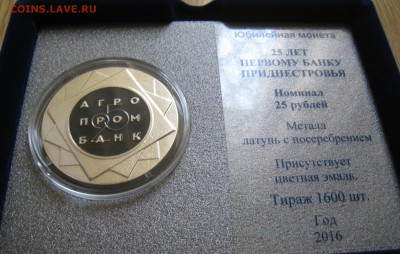 COINS.LAVE.RU
АГРО
ПРОМ
БАНК
Юбилейная монета
25 ЛЕТ
ПЕРВОМУ БАНКУ
ПРИДНЕСТРОВЬЯ
Номинал
25 рублей
Металл
латунь с посеребрением
Присутствует
цветная эмаль.
Тираж 1600 шт.
Год
2016